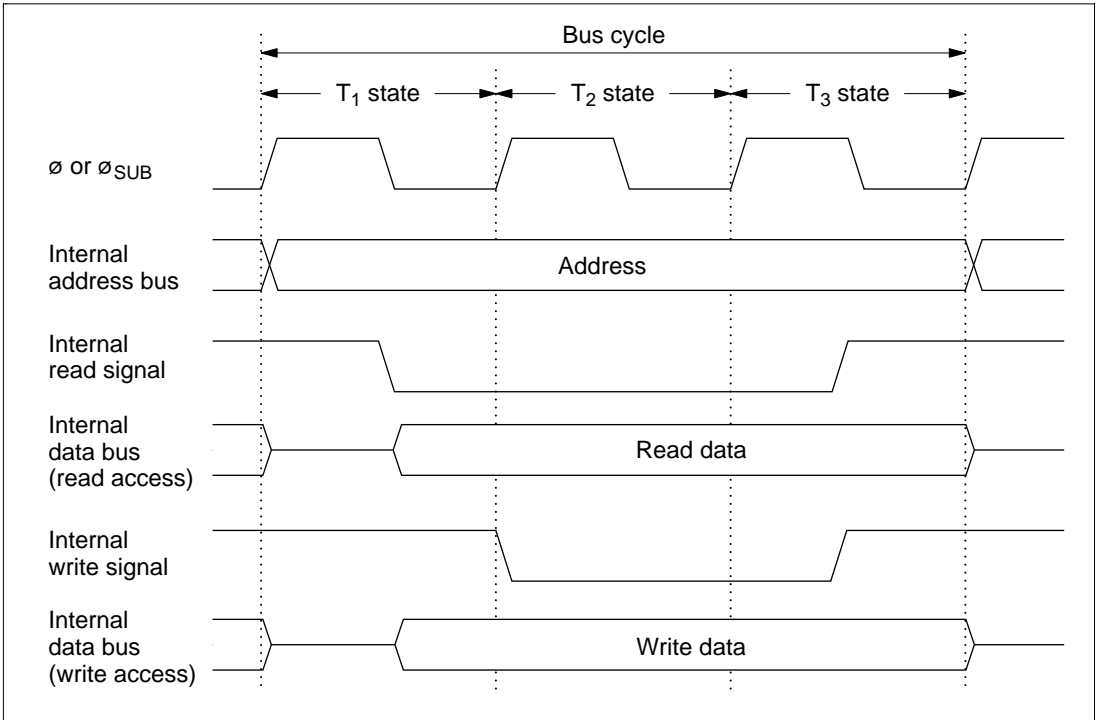 Bus cycle
T₁ state
T₂ state
T₃ state
ø or øSUB
Internal
address bus
Address
Internal
read signal
Internal
data bus
(read access)
Read data
Internal
write signal
Internal
data bus
(write access)
Write data